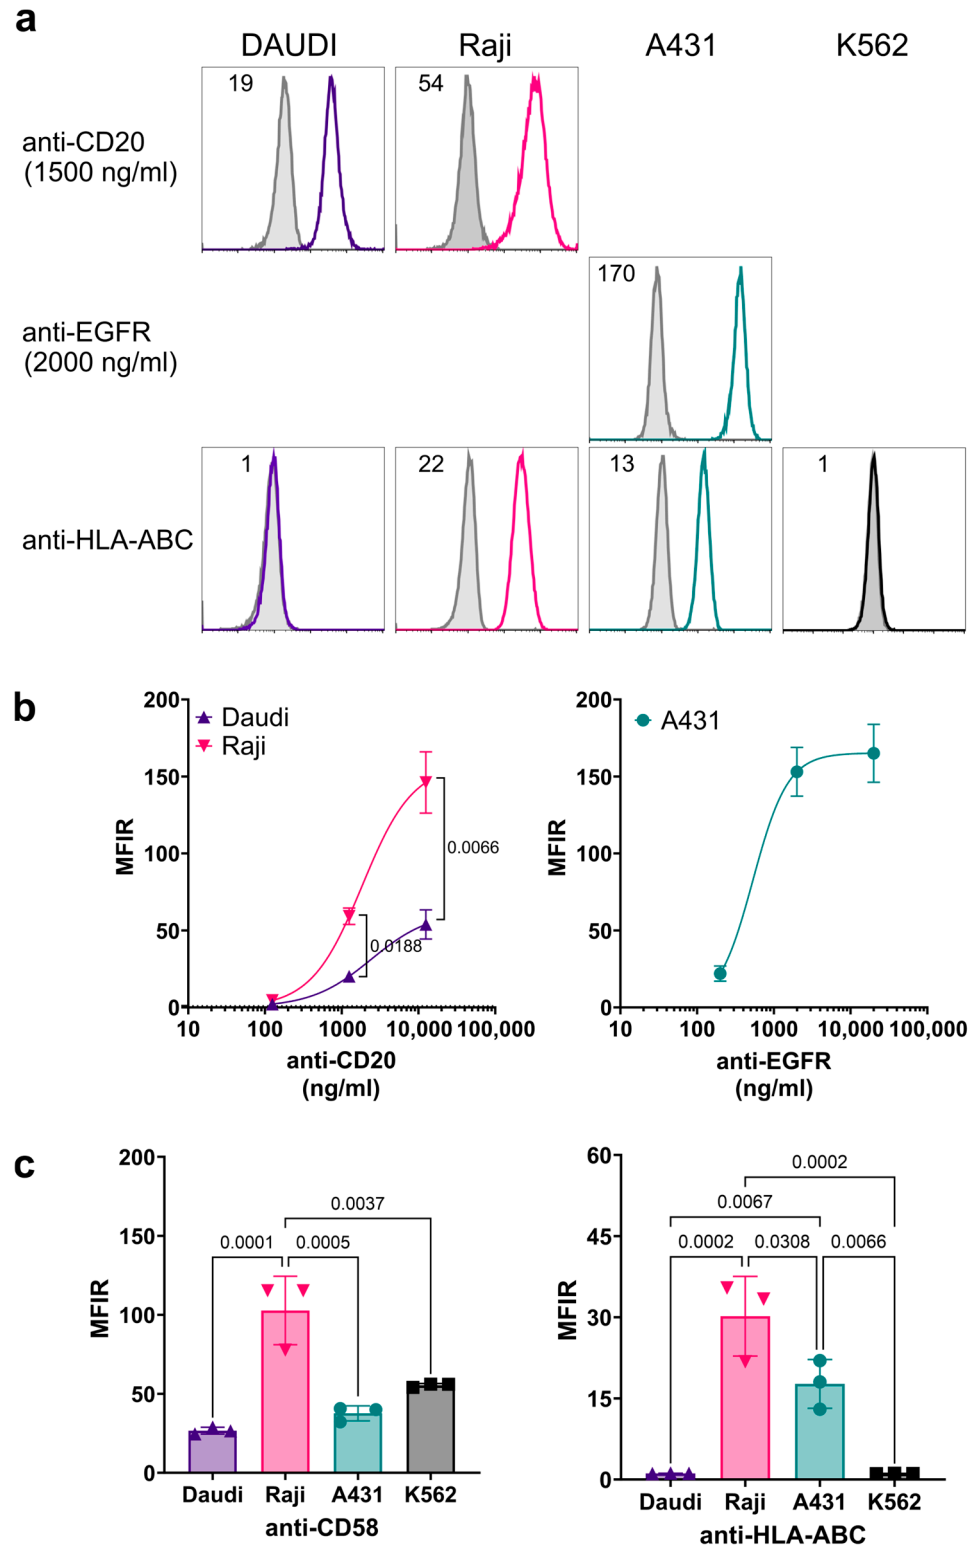 a
DAUDI Raji A431 K562
anti-CD20
(1500 ng/ml)
19 54
anti-EGFR
(2000 ng/ml)
170
anti-HLA-ABC
1 22 13 1
b
Daudi
Raji
MFIR
200
150
100
50
0
0.0066
0.0188
10 100 1000 10,000 100,000
anti-CD20
(ng/ml)
A431
MFIR
200
150
100
50
0
10 100 1000 10,000 100,000
anti-EGFR
(ng/ml)
c
MFIR
200
150
100
50
0
0.0037
0.0001 0.0005
Daudi Raji A431 K562
anti-CD58
MFIR
60
45
30
15
0
0.0002
0.0067
0.0002 0.0308 0.0066
Daudi Raji A431 K562
anti-HLA-ABC